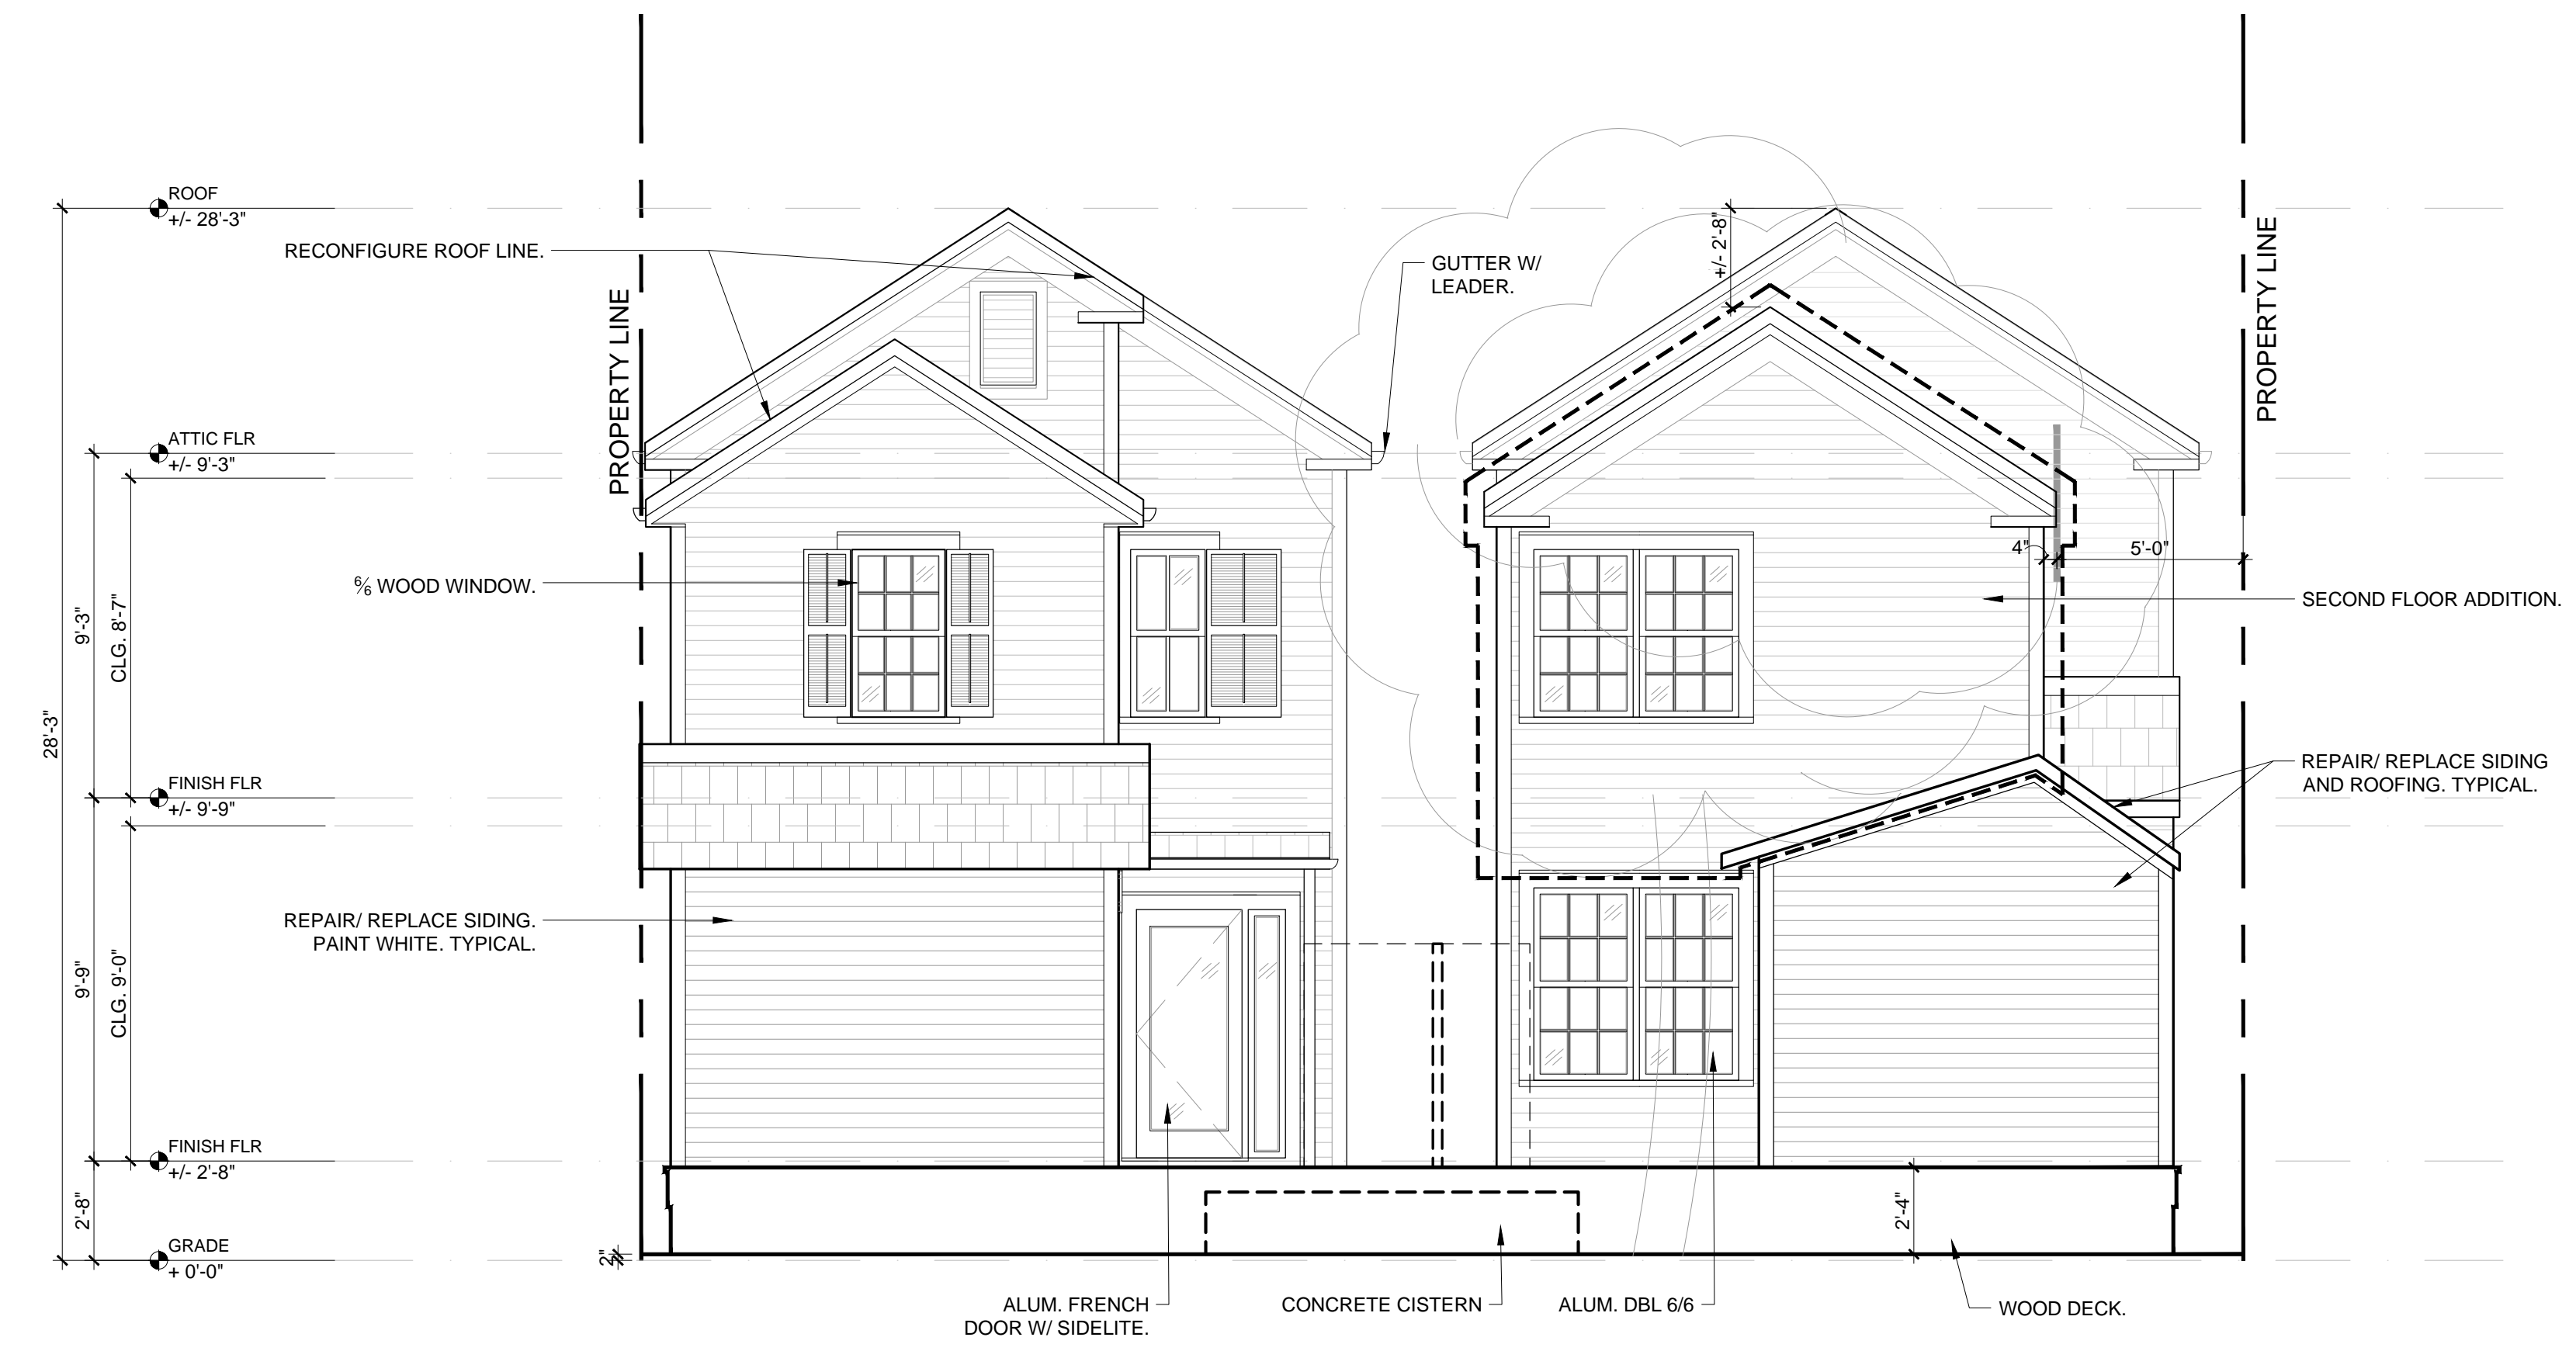 ROOF
+/- 28'-3"
RECONFIGURE ROOF LINE.
PROPERTY LINE
GUTTER W/
LEADER.
+/- 2'-8"
PROPERTY LINE
ATTIC FLR
+/- 9'-3"
9'-3"
CLG. 8'-7"
6/6 WOOD WINDOW.
4"
5'-0"
SECOND FLOOR ADDITION.
28'-3"
FINISH FLR
+/- 9'-9"
REPAIR/ REPLACE SIDING
AND ROOFING. TYPICAL.
REPAIR/ REPLACE SIDING.
PAINT WHITE. TYPICAL.
9'-9"
CLG. 9'-0"
FINISH FLR
+/- 2'-8"
2'-8"
2'-4"
GRADE
+ 0'-0"
2"
ALUM. FRENCH
DOOR W/ SIDELITE.
CONCRETE CISTERN
ALUM. DBL 6/6
WOOD DECK.